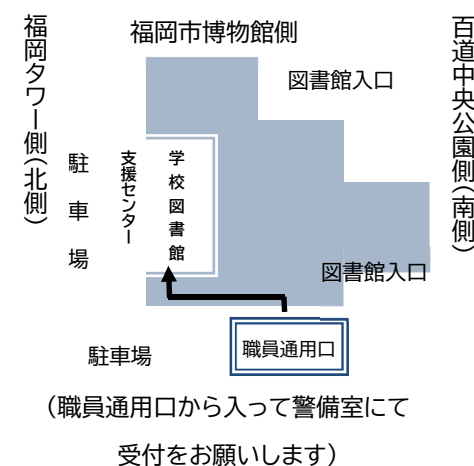 福岡市博物館側
図書館入口
福岡タワー側(北側)
百道中央公園側(南側)
駐車場
支援センター
学校図書館
図書館入口
職員通用口
駐車場
(職員通用口から入って警備室にて
受付をお願いします)